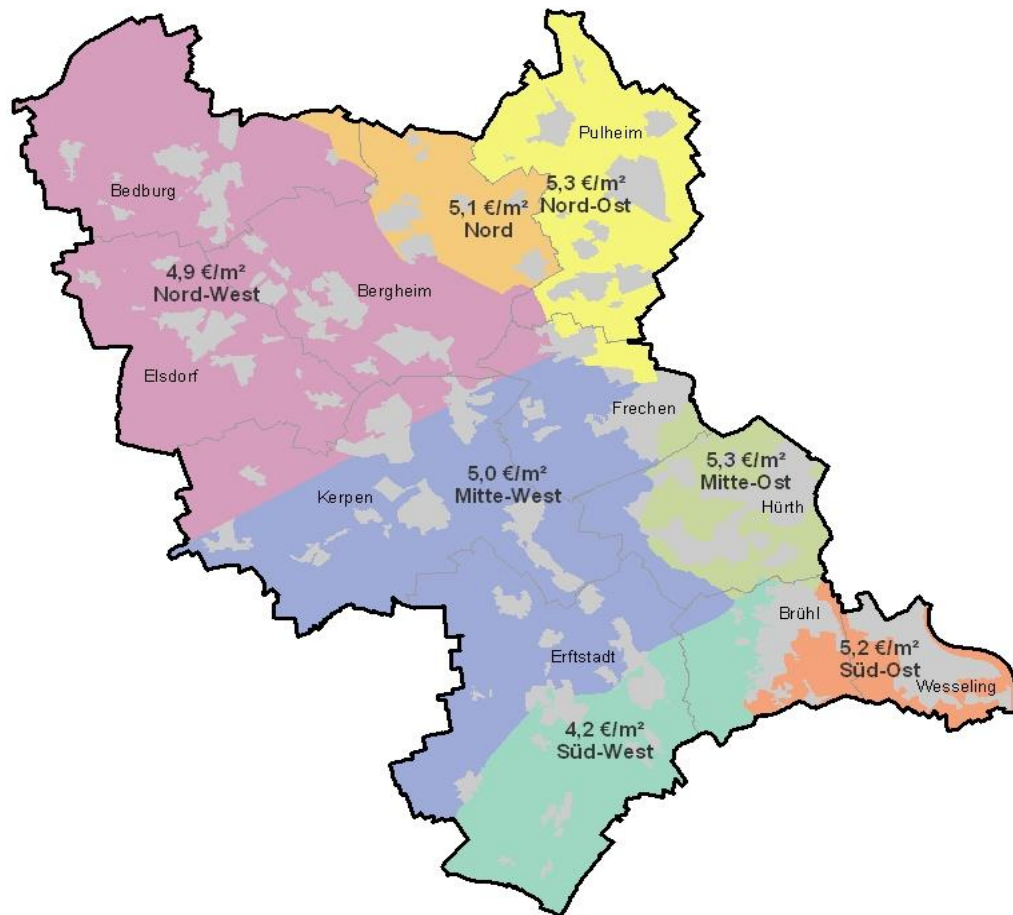 Pulheim
5,3 €/m²
Nord-Ost
Bedburg
5,1 €/m²
Nord
4,9 €/m²
Nord-West
Bergheim
Elsdorf
Frechen
5,0 €/m²
Mitte-West
5,3 €/m²
Mitte-Ost
Kerpen
Hürth
Brühl
Erftstadt
5,2 €/m²
Süd-Ost
Wesseling
4,2 €/m²
Süd-West